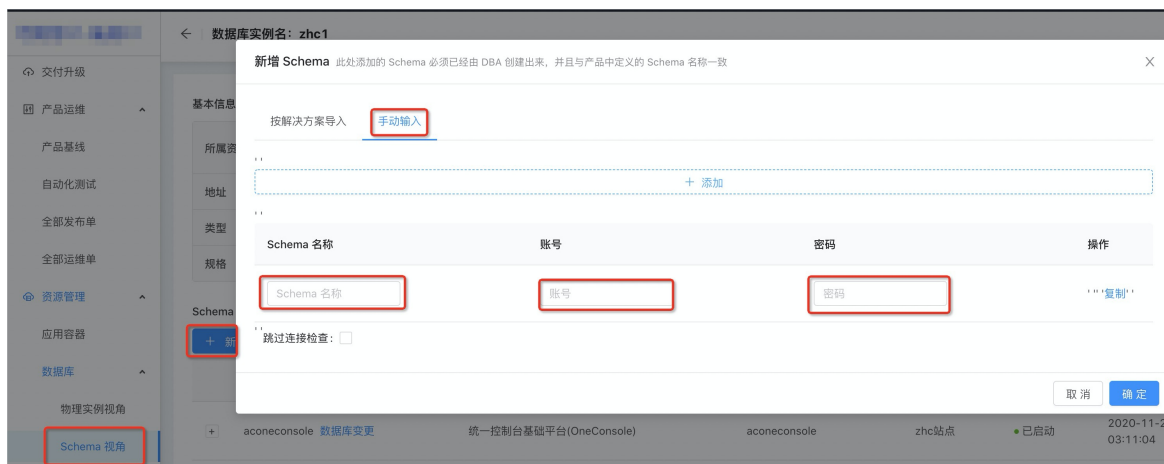 ← 数据库实例名：zhc1
交付升级
产品运维
产品基线
自动化测试
全部发布单
全部运维单
资源管理
应用容器
数据库
物理实例视角
Schema 视角
基本信息
所属资
地址
类型
规格
Schema
+ 新
新增 Schema 此处添加的 Schema 必须已经由 DBA 创建出来，并且与产品中定义的 Schema 名称一致 X
按解决方案导入 手动输入
' '
+ 添加
' '
Schema 名称 账号 密码 操作
Schema 名称 账号 密码 ' '' '复制' '
' '跳过连接检查：
取 消 确 定
+ aconeconsole 数据库变更 统一控制台基础平台(OneConsole) aconeconsole zhc站点 已启动 2020-11-2
03:11:04